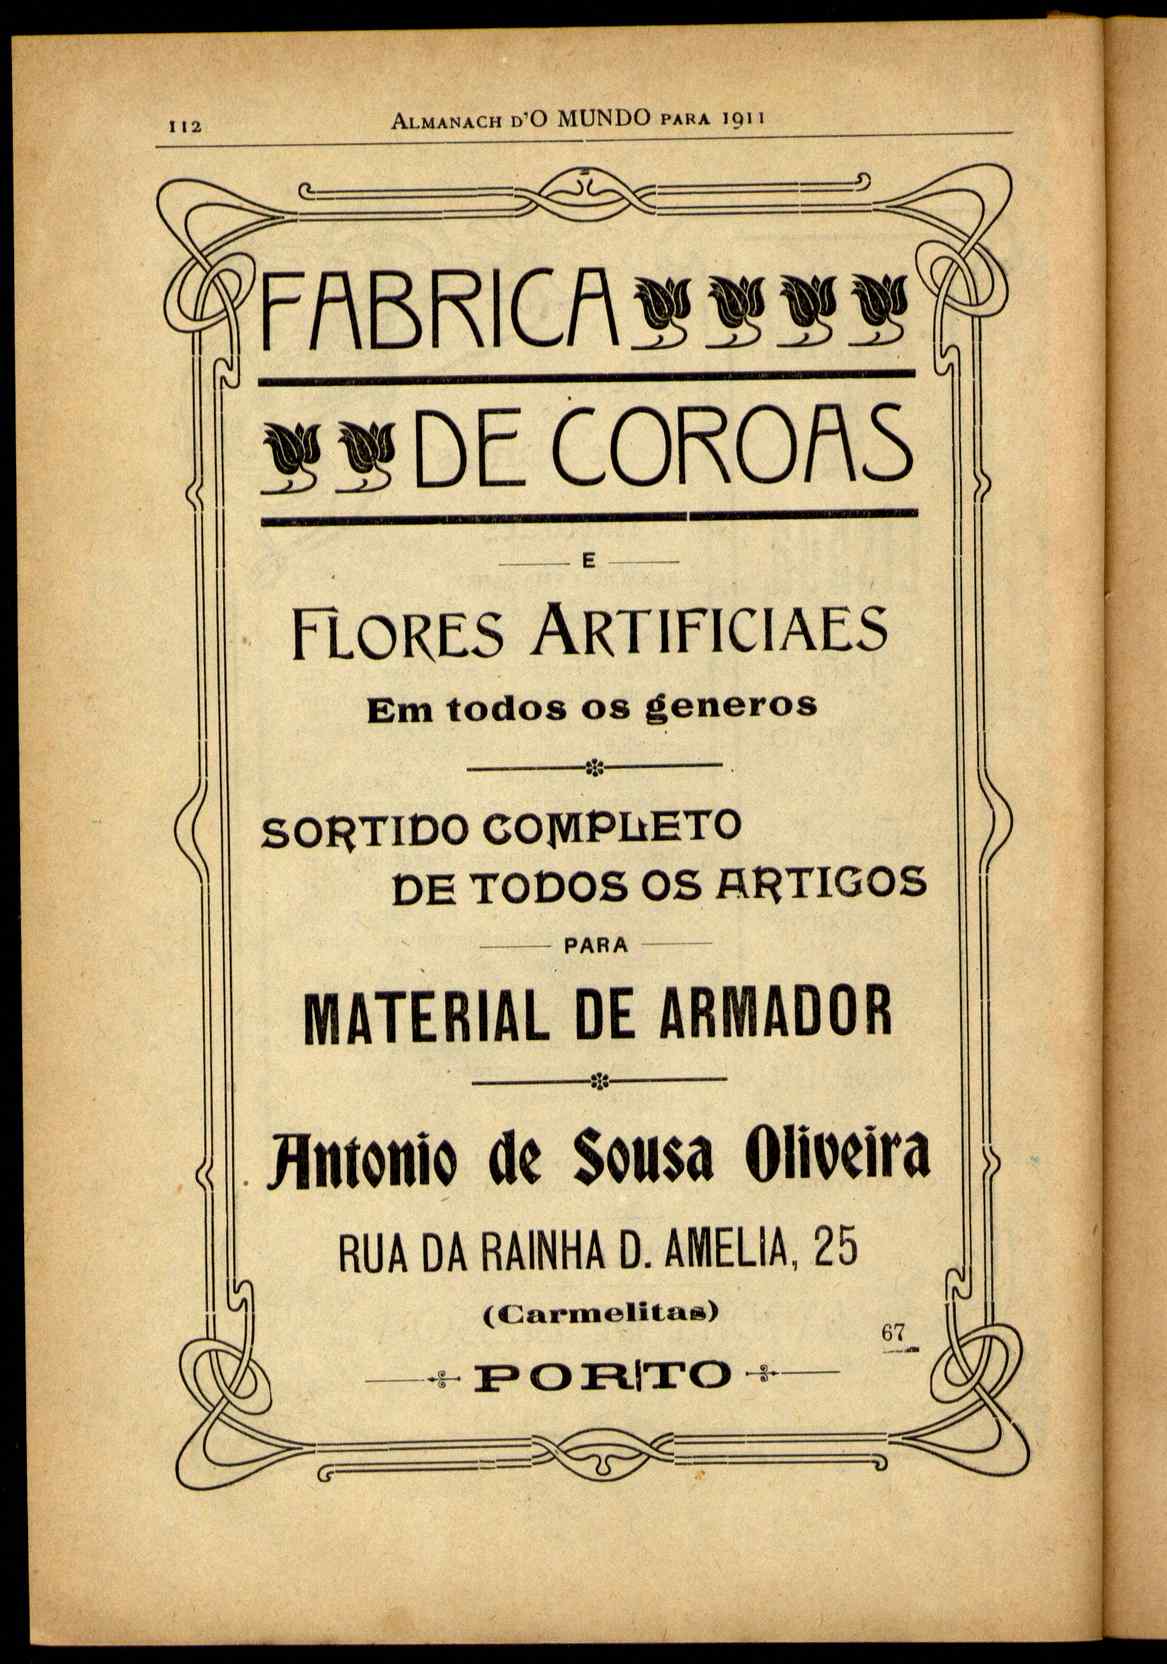 112 ALMANACH D'O MUNDO PARA 1911
FABRICA
DE COROAS
E
FLORES ARTIFICIAES
Em todos os generos
SORTIDO COMPLETO
DE TODOS OS ARTIGOS
PARA
MATERIAL DE ARMADOR
Antonio de Sousa Oliveira
RUA DA RAINHA D. AMELIA, 25
(Carmelitas)
67
PORTO